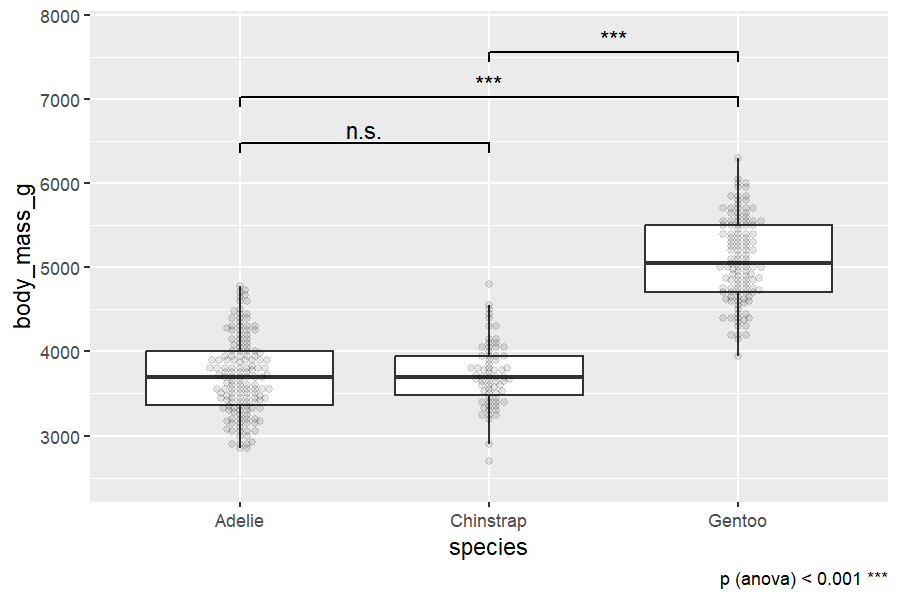 8000
***
7000
***
n.s.
6000
5000
4000
3000
body_mass_g
Adelie Chinstrap Gentoo
species
p (anova) < 0.001 ***